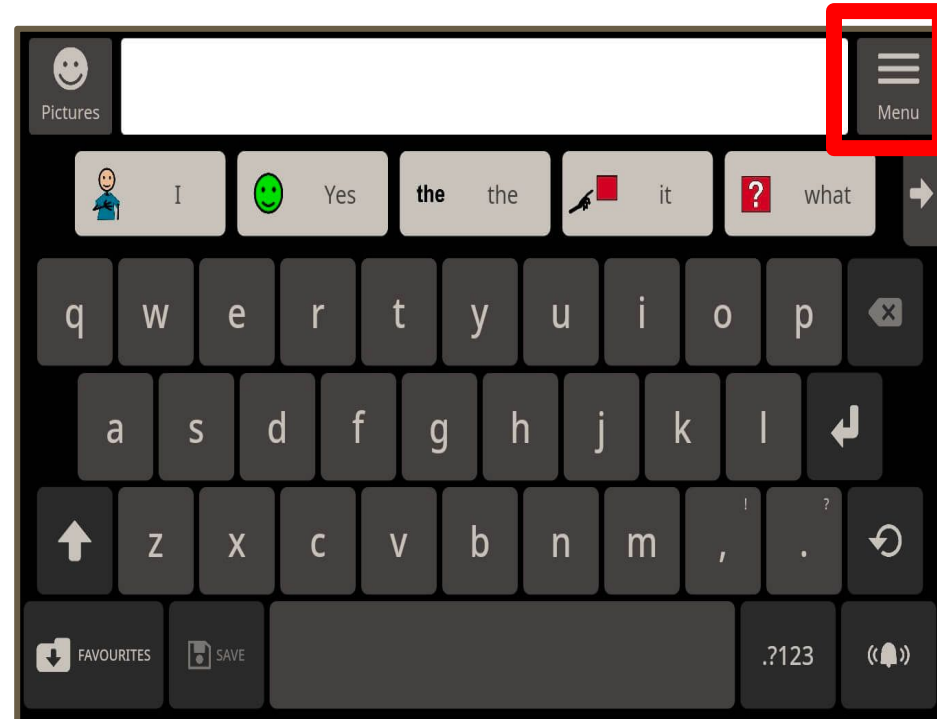 Pictures
Menu
I Yes the the it ? what
q w e r t y u i o p
a s d f g h j k l
! ?
z x c v b n m , .
FAVOURITES SAVE .?123